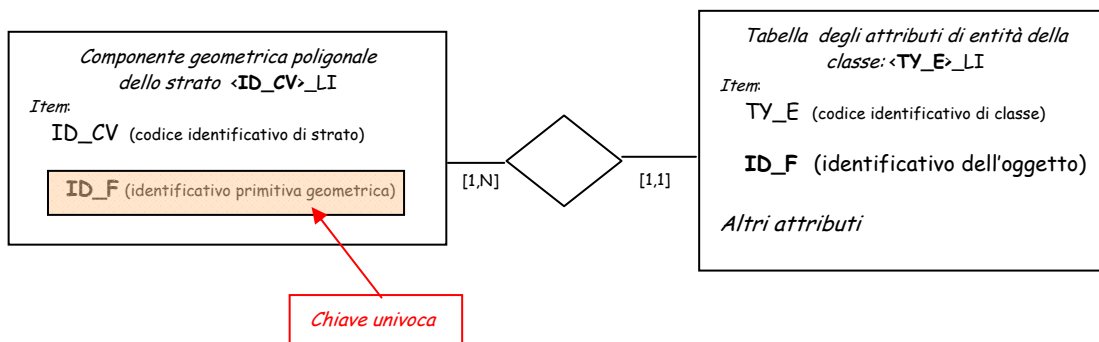 Componente geometrica poligonale
dello strato <ID_CV>_LI
Item:
ID_CV (codice identificativo di strato)
ID_F (identificativo primitiva geometrica)
[1,N]
[1,1]
Tabella degli attributi di entità della
classe: <TY_E>_LI
Item:
TY_E (codice identificativo di classe)
ID_F (identificativo dell'oggetto)
Altri attributi
Chiave univoca